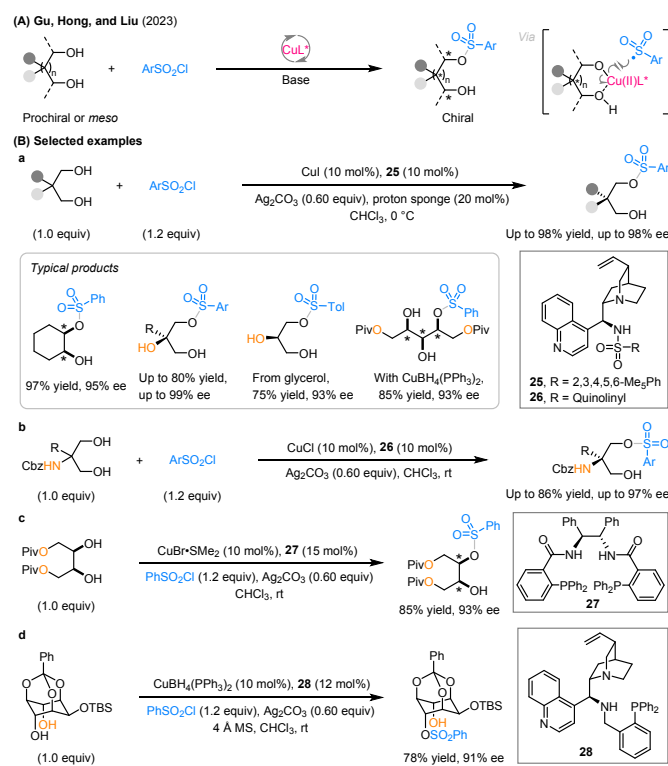 (A) Gu, Hong, and Liu (2023)
OH
( )n
OH
Prochiral or meso
+
ArSO2Cl
CuL*
Base
O O
S
O Ar
*
(*)n
*
OH
Chiral
Via
O O
S
Ar
O
(*)n
Cu(II)L*
O
H
(B) Selected examples
a
OH
OH
(1.0 equiv)
+
ArSO2Cl
(1.2 equiv)
CuI (10 mol%), 25 (10 mol%)
Ag2CO3 (0.60 equiv), proton sponge (20 mol%)
CHCl3, 0 °C
O O
S
O Ar
OH
Up to 98% yield, up to 98% ee
Typical products
O O
S Ph
O
*
*
OH
97% yield, 95% ee
O O
S
O Ar
R *
HO OH
Up to 80% yield,
up to 99% ee
O O
S
O Tol
HO
OH
From glycerol,
75% yield, 93% ee
O O
S
OH O Ph
PivO * * * OPiv
OH
With CuBH4(PPh3)2,
85% yield, 93% ee
N
N
HN
O S R
O
25, R = 2,3,4,5,6-Me5Ph
26, R = Quinolinyl
b
R OH
CbzHN OH
(1.0 equiv)
+
ArSO2Cl
(1.2 equiv)
CuCl (10 mol%), 26 (10 mol%)
Ag2CO3 (0.60 equiv), CHCl3, rt
O O
R O S
CbzHN OH Ar
Up to 86% yield, up to 97% ee
c
PivO OH
PivO OH
(1.0 equiv)
CuBr•SMe2 (10 mol%), 27 (15 mol%)
PhSO2Cl (1.2 equiv), Ag2CO3 (0.60 equiv)
CHCl3, rt
O O
S
O Ph
PivO *
PivO * OH
85% yield, 93% ee
Ph Ph
O NH HN O
PPh2 Ph2P
27
d
Ph
O O
O
OTBS
OH
OH
(1.0 equiv)
CuBH4(PPh3)2 (10 mol%), 28 (12 mol%)
PhSO2Cl (1.2 equiv), Ag2CO3 (0.60 equiv)
4 Å MS, CHCl3, rt
Ph
O O
O
OTBS
OH
OSO2Ph
78% yield, 91% ee
N
N
NH PPh2
28